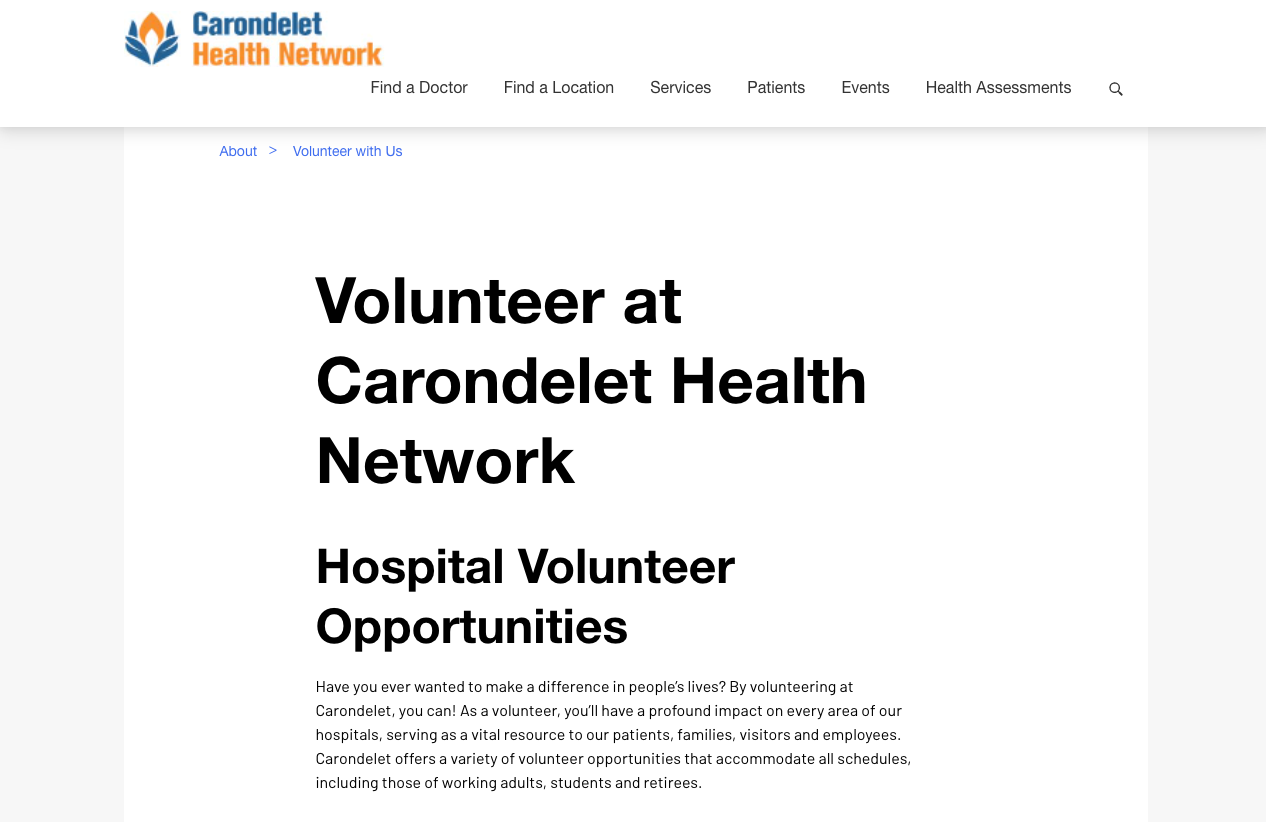 Carondelet
Health Network
Find a Doctor Find a Location Services Patients Events Health Assessments
About > Volunteer with Us
Volunteer at
Carondelet Health
Network
Hospital Volunteer
Opportunities
Have you ever wanted to make a difference in people’s lives? By volunteering at
Carondelet, you can! As a volunteer, you’ll have a profound impact on every area of our
hospitals, serving as a vital resource to our patients, families, visitors and employees.
Carondelet offers a variety of volunteer opportunities that accommodate all schedules,
including those of working adults, students and retirees.